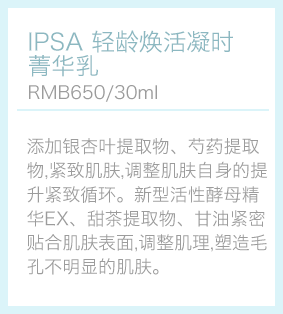 IPSA 轻龄焕活凝时
菁华乳
RMB650/30ml
添加银杏叶提取物、芍药提取
物,紧致肌肤,调整肌肤自身的提
升紧致循环。新型活性酵母精
华EX、甜茶提取物、甘油紧密
贴合肌肤表面,调整肌理,塑造毛
孔不明显的肌肤。